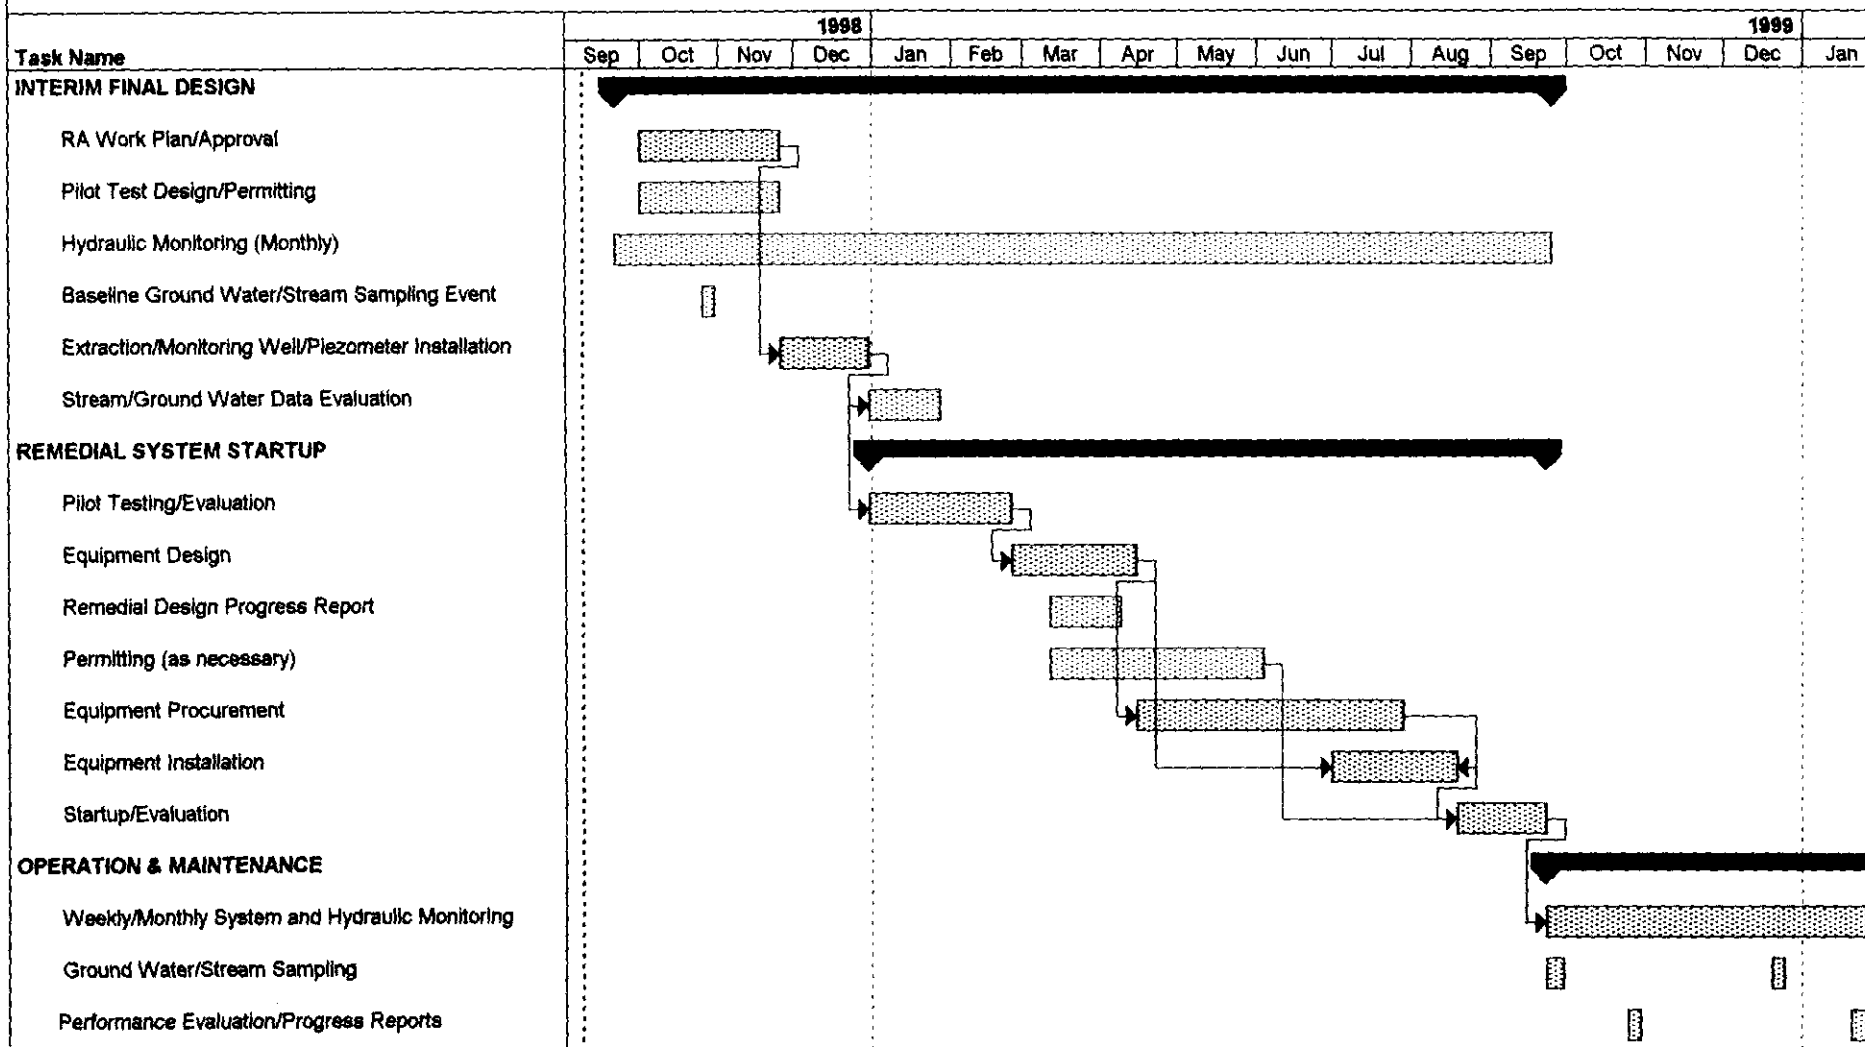 1998 1999
Task Name Sep Oct Nov Dec Jan Feb Mar Apr May Jun Jul Aug Sep Oct Nov Dec Jan
INTERIM FINAL DESIGN
RA Work Plan/Approval
Pilot Test Design/Permitting
Hydraulic Monitoring (Monthly)
Baseline Ground Water/Stream Sampling Event
Extraction/Monitoring Well/Piezometer Installation
Stream/Ground Water Data Evaluation
REMEDIAL SYSTEM STARTUP
Pilot Testing/Evaluation
Equipment Design
Remedial Design Progress Report
Permitting (as necessary)
Equipment Procurement
Equipment Installation
Startup/Evaluation
OPERATION & MAINTENANCE
Weekly/Monthly System and Hydraulic Monitoring
Ground Water/Stream Sampling
Performance Evaluation/Progress Reports